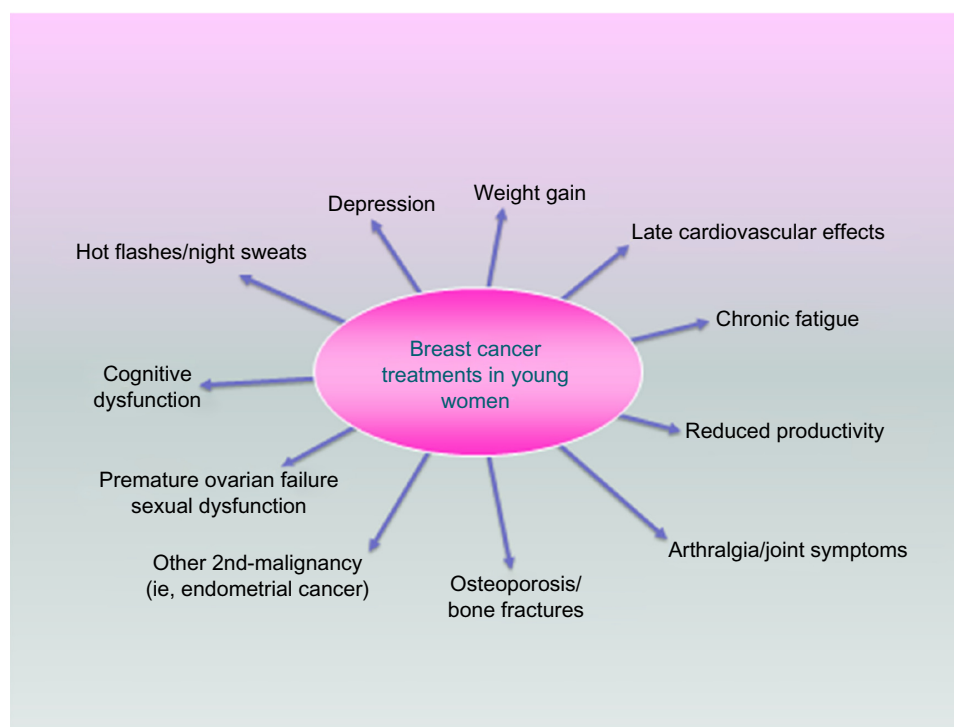 Weight gain
Depression
Late cardiovascular effects
Hot flashes/night sweats
Chronic fatigue
Breast cancer
treatments in young
women
Cognitive
dysfunction
Reduced productivity
Premature ovarian failure
sexual dysfunction
Arthralgia/joint symptoms
Other 2nd-malignancy
(ie, endometrial cancer)
Osteoporosis/
bone fractures